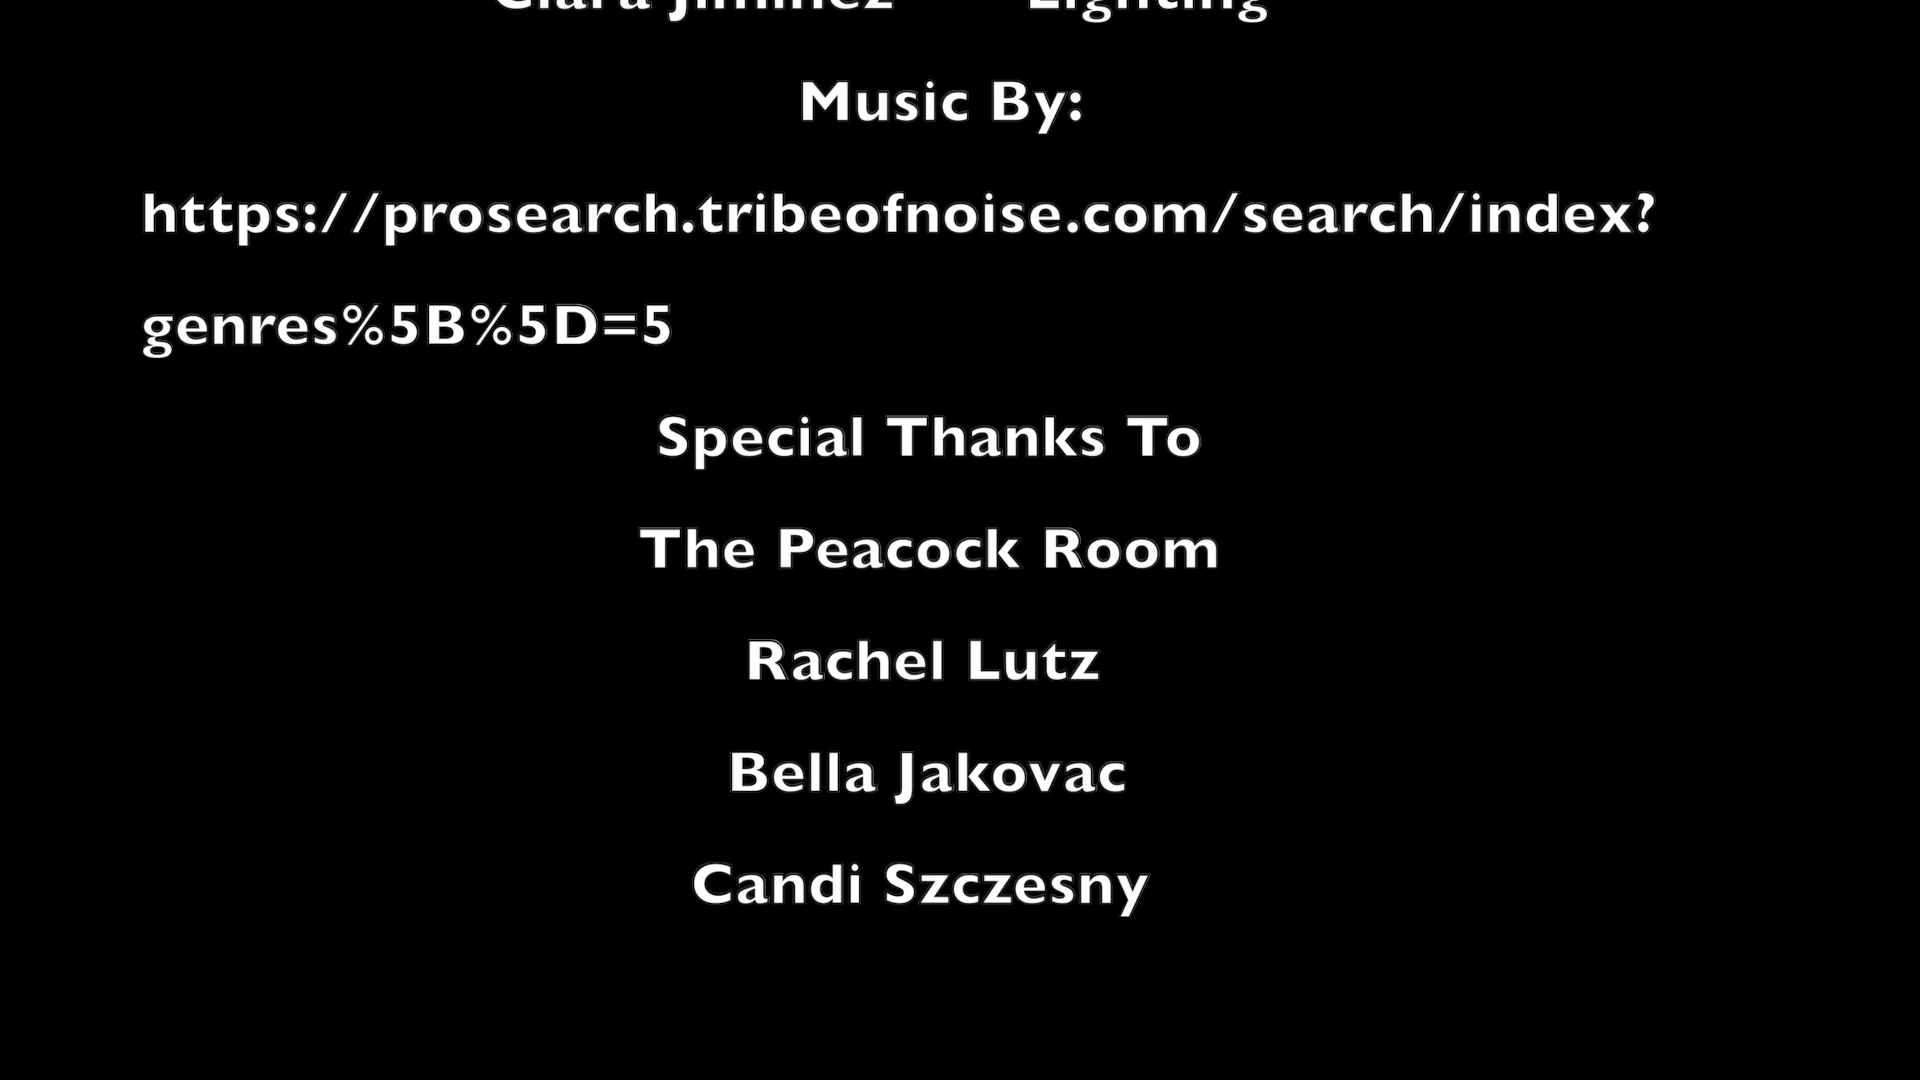 Lighting
Music By:
https://prosearch.tribeofnoise.com/search/index?
genres%5B%5D=5
Special Thanks To
The Peacock Room
Rachel Lutz
Bella Jakovac
Candi Szczesny